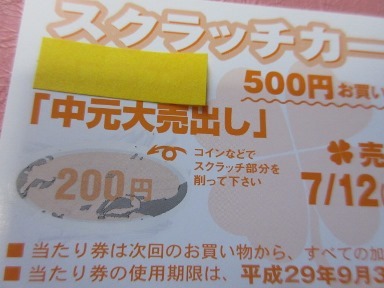 スクラッチカー
500円お買い
「中元大売出し」
コインなどで
スクラッチ部分を
削って下さい
200円
売
7/12
■当たり券は次回のお買い物から、すべての加
■当たり券の使用期限は、平成29年9月3